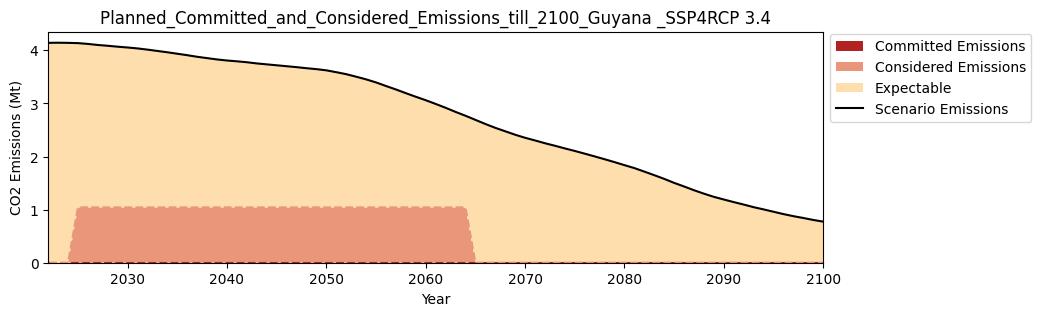 Planned_Committed_and_Considered_Emissions_till_2100_Guyana _SSP4RCP 3.4
CO2 Emissions (Mt)
4
3
2
1
0
2030 2040 2050 2060 2070 2080 2090 2100
Year
Committed Emissions
Considered Emissions
Expectable
Scenario Emissions